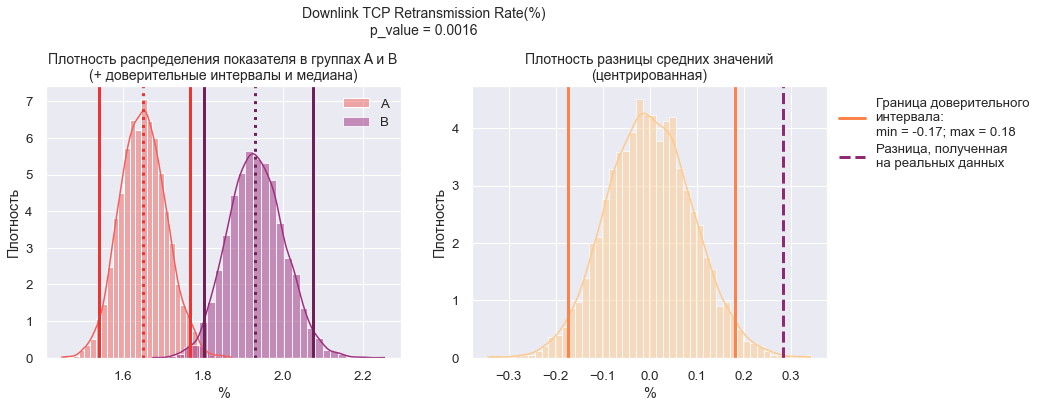 Downlink TCP Retransmission Rate(%)
p_value = 0.0016
Плотность распределения показателя в группах A и B
(+ доверительные интервалы и медиана)
7
6
5
4
3
2
1
0
Плотность
1.6
1.8
2.0
2.2
%
A
B
Плотность разницы средних значений
(центрированная)
4
3
2
1
0
Плотность
−0.3
−0.2
−0.1
0.0
0.1
0.2
0.3
%
Граница доверительного
интервала:
min = -0.17; max = 0.18
Разница, полученная
на реальных данных